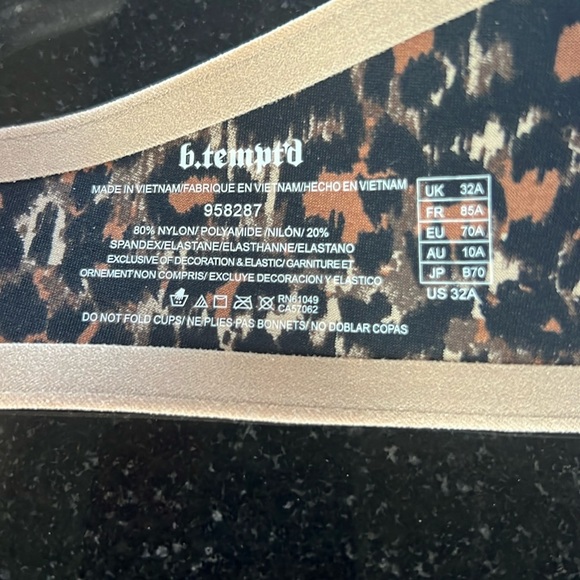 b.tempt'd
MADE IN VIETNAM/FABRIQUE EN VIETNAM/HECHO EN VIETNAM
958287
80% NYLON/ POLYAMIDE /NILÓN/ 20%
SPANDEX/ELASTANE/ELASTHANNE/ELASTANO
EXCLUSIVE OF DECORATION & ELASTIC/ GARNITURE ET
ORNEMENT NON COMPRIS/ EXCLUYE DECORACION Y ELASTICO
RN61049
CA57062
DO NOT FOLD CUPS/ NE/PLIES-PAS BONNETS/ NO DOBLAR COPAS
UK 32A
FR 85A
EU 70A
AU 10A
JP B70
US 32A